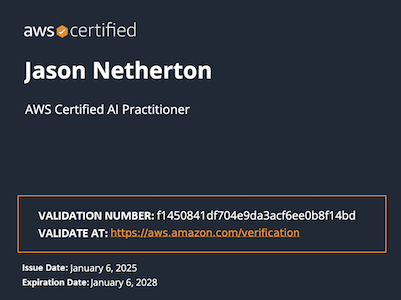 aws certified
Jason Netherton
AWS Certified AI Practitioner
VALIDATION NUMBER: f1450841df704e9da3acf6ee0b8f14bd
VALIDATE AT: https://aws.amazon.com/verification
Issue Date: January 6, 2025
Expiration Date: January 6, 2028